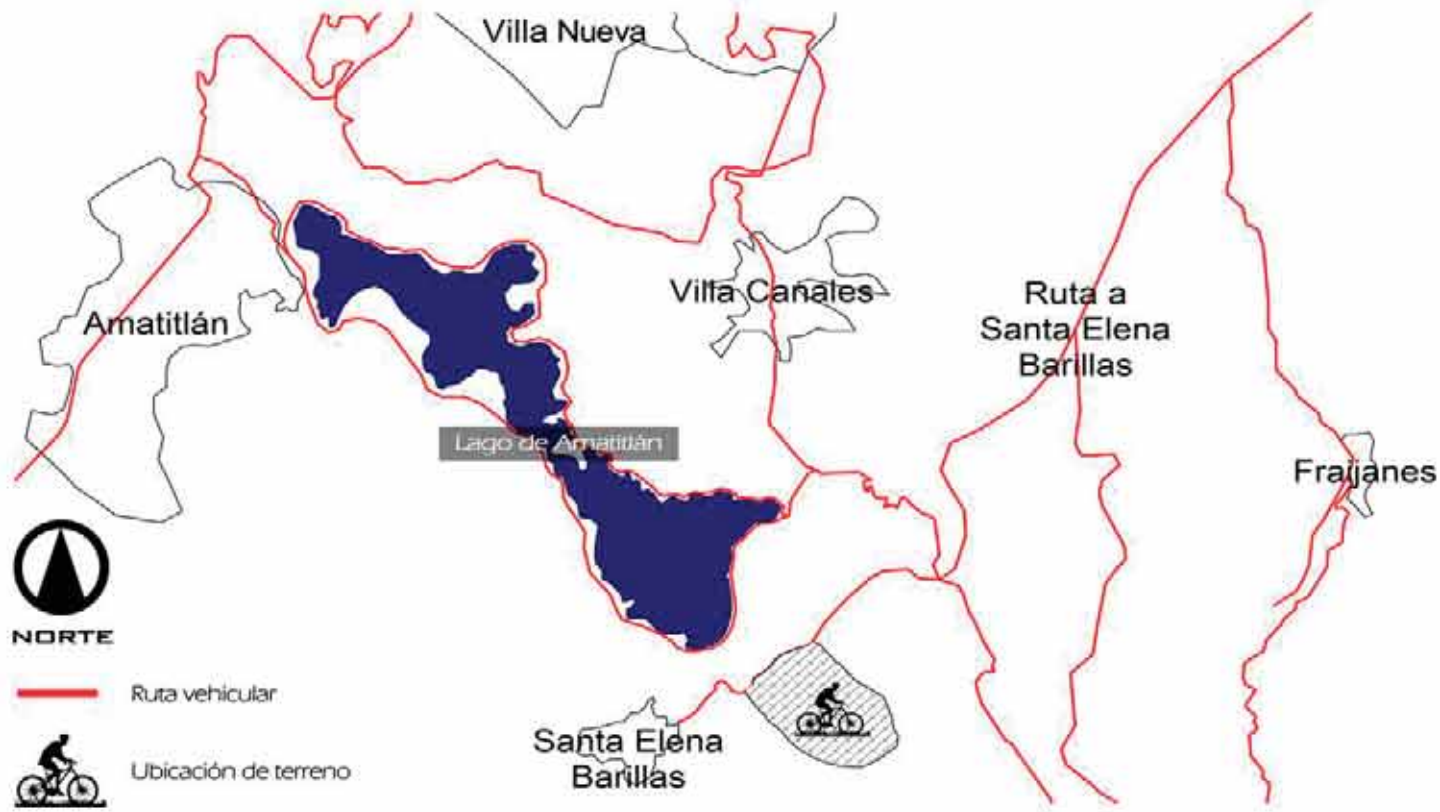 Villa Nueva
Villa Canales
Ruta a
Santa Elena
Barillas
Amatitlán
Lago de Amatitlán
Fraijanes
NORTE
Ruta vehicular
Santa Elena
Barillas
Ubicación de terreno